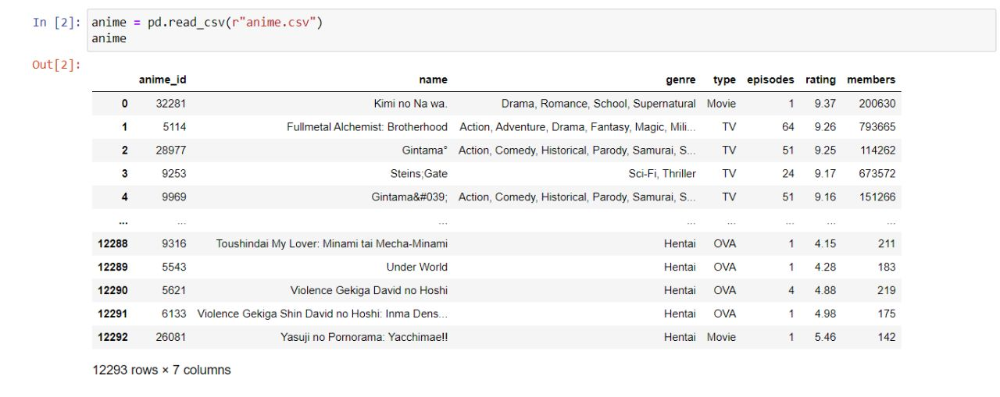 In [2]: anime = pd.read_csv(r"anime.csv")
anime
Out[2]:
anime_id name genre type episodes rating members
0 32281 Kimi no Na wa. Drama, Romance, School, Supernatural Movie 1 9.37 200630
1 5114 Fullmetal Alchemist: Brotherhood Action, Adventure, Drama, Fantasy, Magic, Mili... TV 64 9.26 793665
2 28977 Gintama° Action, Comedy, Historical, Parody, Samurai, S... TV 51 9.25 114262
3 9253 Steins;Gate Sci-Fi, Thriller TV 24 9.17 673572
4 9969 Gintama&#039; Action, Comedy, Historical, Parody, Samurai, S... TV 51 9.16 151266
... ... ... ... ... ... ... ...
12288 9316 Toushindai My Lover: Minami tai Mecha-Minami Hentai OVA 1 4.15 211
12289 5543 Under World Hentai OVA 1 4.28 183
12290 5621 Violence Gekiga David no Hoshi Hentai OVA 4 4.88 219
12291 6133 Violence Gekiga Shin David no Hoshi: Inma Dens... Hentai OVA 1 4.98 175
12292 26081 Yasuji no Pornorama: Yacchimae!! Hentai Movie 1 5.46 142
12293 rows × 7 columns